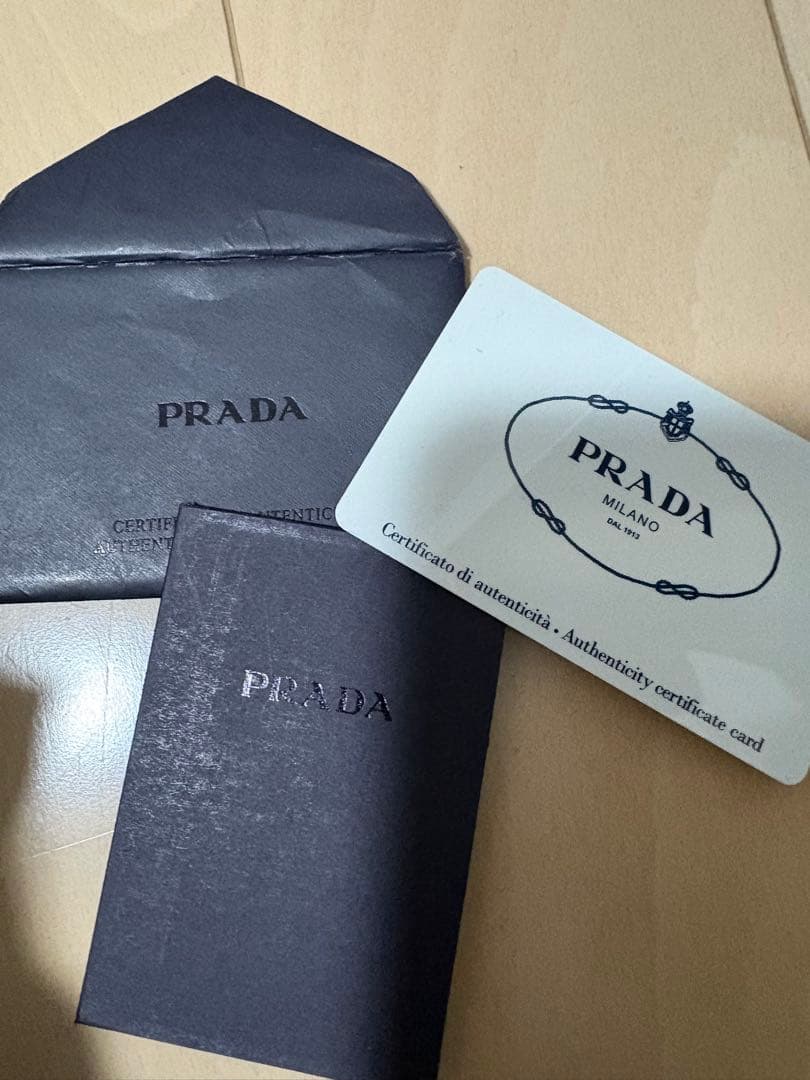 PRADA
PRADA
MILANO
DAL 1913
Certificato di autenticità • Authenticity certificate card
PRADA